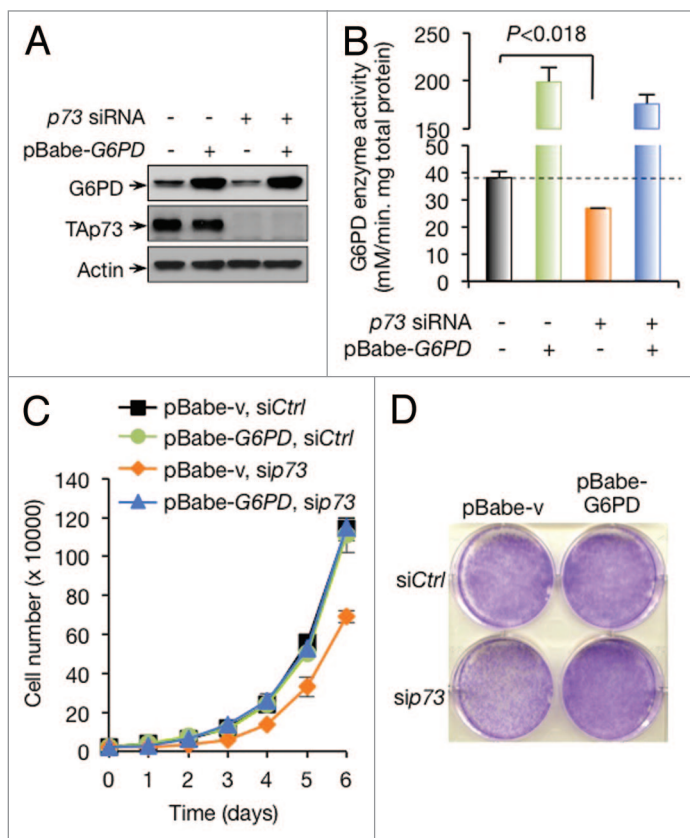 A
p73 siRNA - - + +
pBabe-G6PD - + - +
G6PD
TAp73
Actin
B
P<0.018
G6PD enzyme activity
(mM/min. mg total protein)
250
200
150
50
40
30
20
10
0
p73 siRNA - - + +
pBabe-G6PD - + - +
C
pBabe-v, siCtrl
pBabe-G6PD, siCtrl
pBabe-v, sip73
pBabe-G6PD, sip73
Cell number (x 10000)
140
120
100
80
60
40
20
0
0 1 2 3 4 5 6
Time (days)
D
pBabe-v
pBabe-
G6PD
siCtrl
sip73